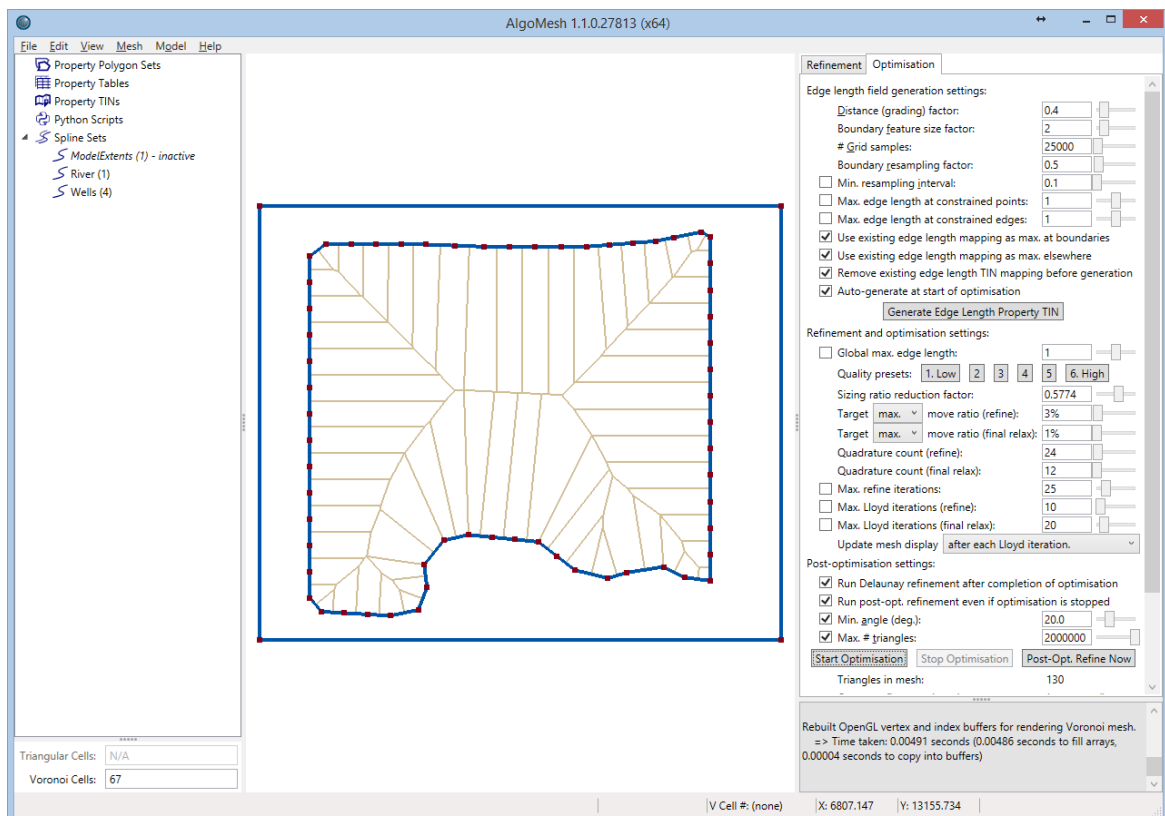 AlgoMesh 1.1.0.27813 (x64)
File Edit View Mesh Model Help
Property Polygon Sets
Property Tables
Property TINs
Python Scripts
Spline Sets
ModelExtents (1) - inactive
River (1)
Wells (4)
Triangular Cells: N/A
Voronoi Cells: 67
Refinement Optimisation
Edge length field generation settings:
Distance (grading) factor: 0.4
Boundary feature size factor: 2
# Grid samples: 25000
Boundary resampling factor: 0.5
Min. resampling interval: 0.1
Max. edge length at constrained points: 1
Max. edge length at constrained edges: 1
Use existing edge length mapping as max. at boundaries
Use existing edge length mapping as max. elsewhere
Remove existing edge length TIN mapping before generation
Auto-generate at start of optimisation
Generate Edge Length Property TIN
Refinement and optimisation settings:
Global max. edge length: 1
Quality presets: 1. Low 2 3 4 5 6. High
Sizing ratio reduction factor: 0.5774
Target max. move ratio (refine): 3%
Target max. move ratio (final relax): 1%
Quadrature count (refine): 24
Quadrature count (final relax): 12
Max. refine iterations: 25
Max. Lloyd iterations (refine): 10
Max. Lloyd iterations (final relax): 20
Update mesh display after each Lloyd iteration.
Post-optimisation settings:
Run Delaunay refinement after completion of optimisation
Run post-opt. refinement even if optimisation is stopped
Min. angle (deg.): 20.0
Max. # triangles: 2000000
Start Optimisation Stop Optimisation Post-Opt. Refine Now
Triangles in mesh: 130
Rebuilt OpenGL vertex and index buffers for rendering Voronoi mesh.
=> Time taken: 0.00491 seconds (0.00486 seconds to fill arrays,
0.00004 seconds to copy into buffers)
V Cell #: (none) X: 6807.147 Y: 13155.734